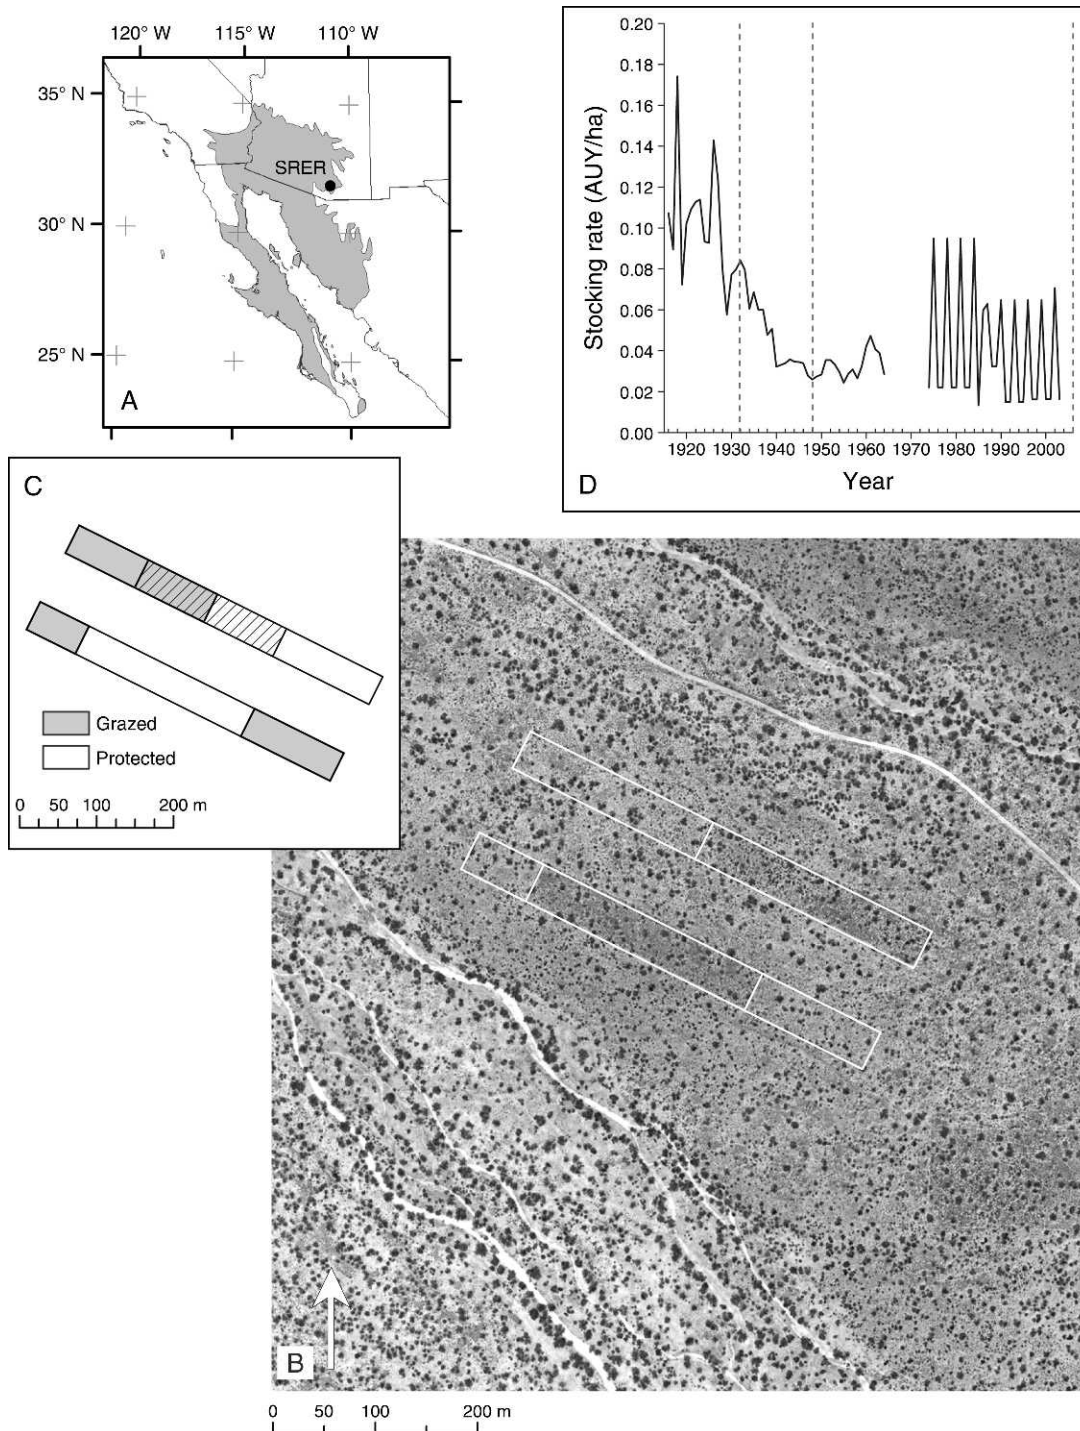 120° W 115° W 110° W
35° N
30° N
25° N
SRER
A
0.20
0.18
0.16
0.14
0.12
0.10
0.08
0.06
0.04
0.02
0.00
Stocking rate (AUY/ha)
1920 1930 1940 1950 1960 1970 1980 1990 2000
Year
D
C
Grazed
Protected
0 50 100 200 m
B
0 50 100 200 m